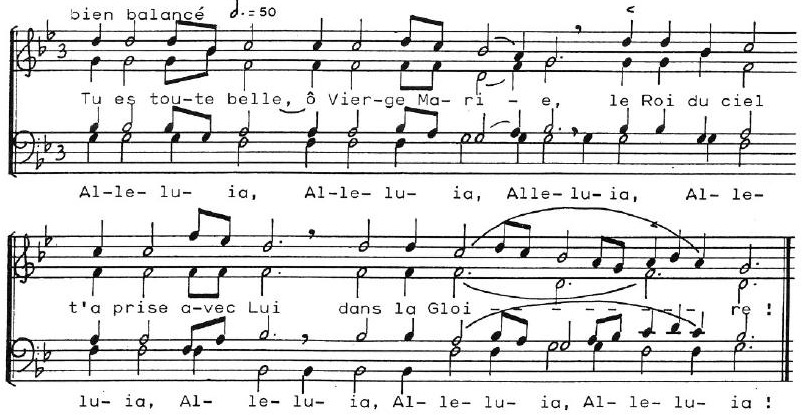 bien balancé ♩.=50
Tu es tou-te belle, ô Vier-ge Ma- ri - e, le Roi du ciel
Al-le- lu- ia, Al-le- lu- ia, Alle-lu-ia, Al- le-
t'a prise a-vec Lui dans la Gloi - - - - - - - re !
lu- ia, Al- le- lu- ia, Al- le- lu- ia, Al- le- lu- ia !